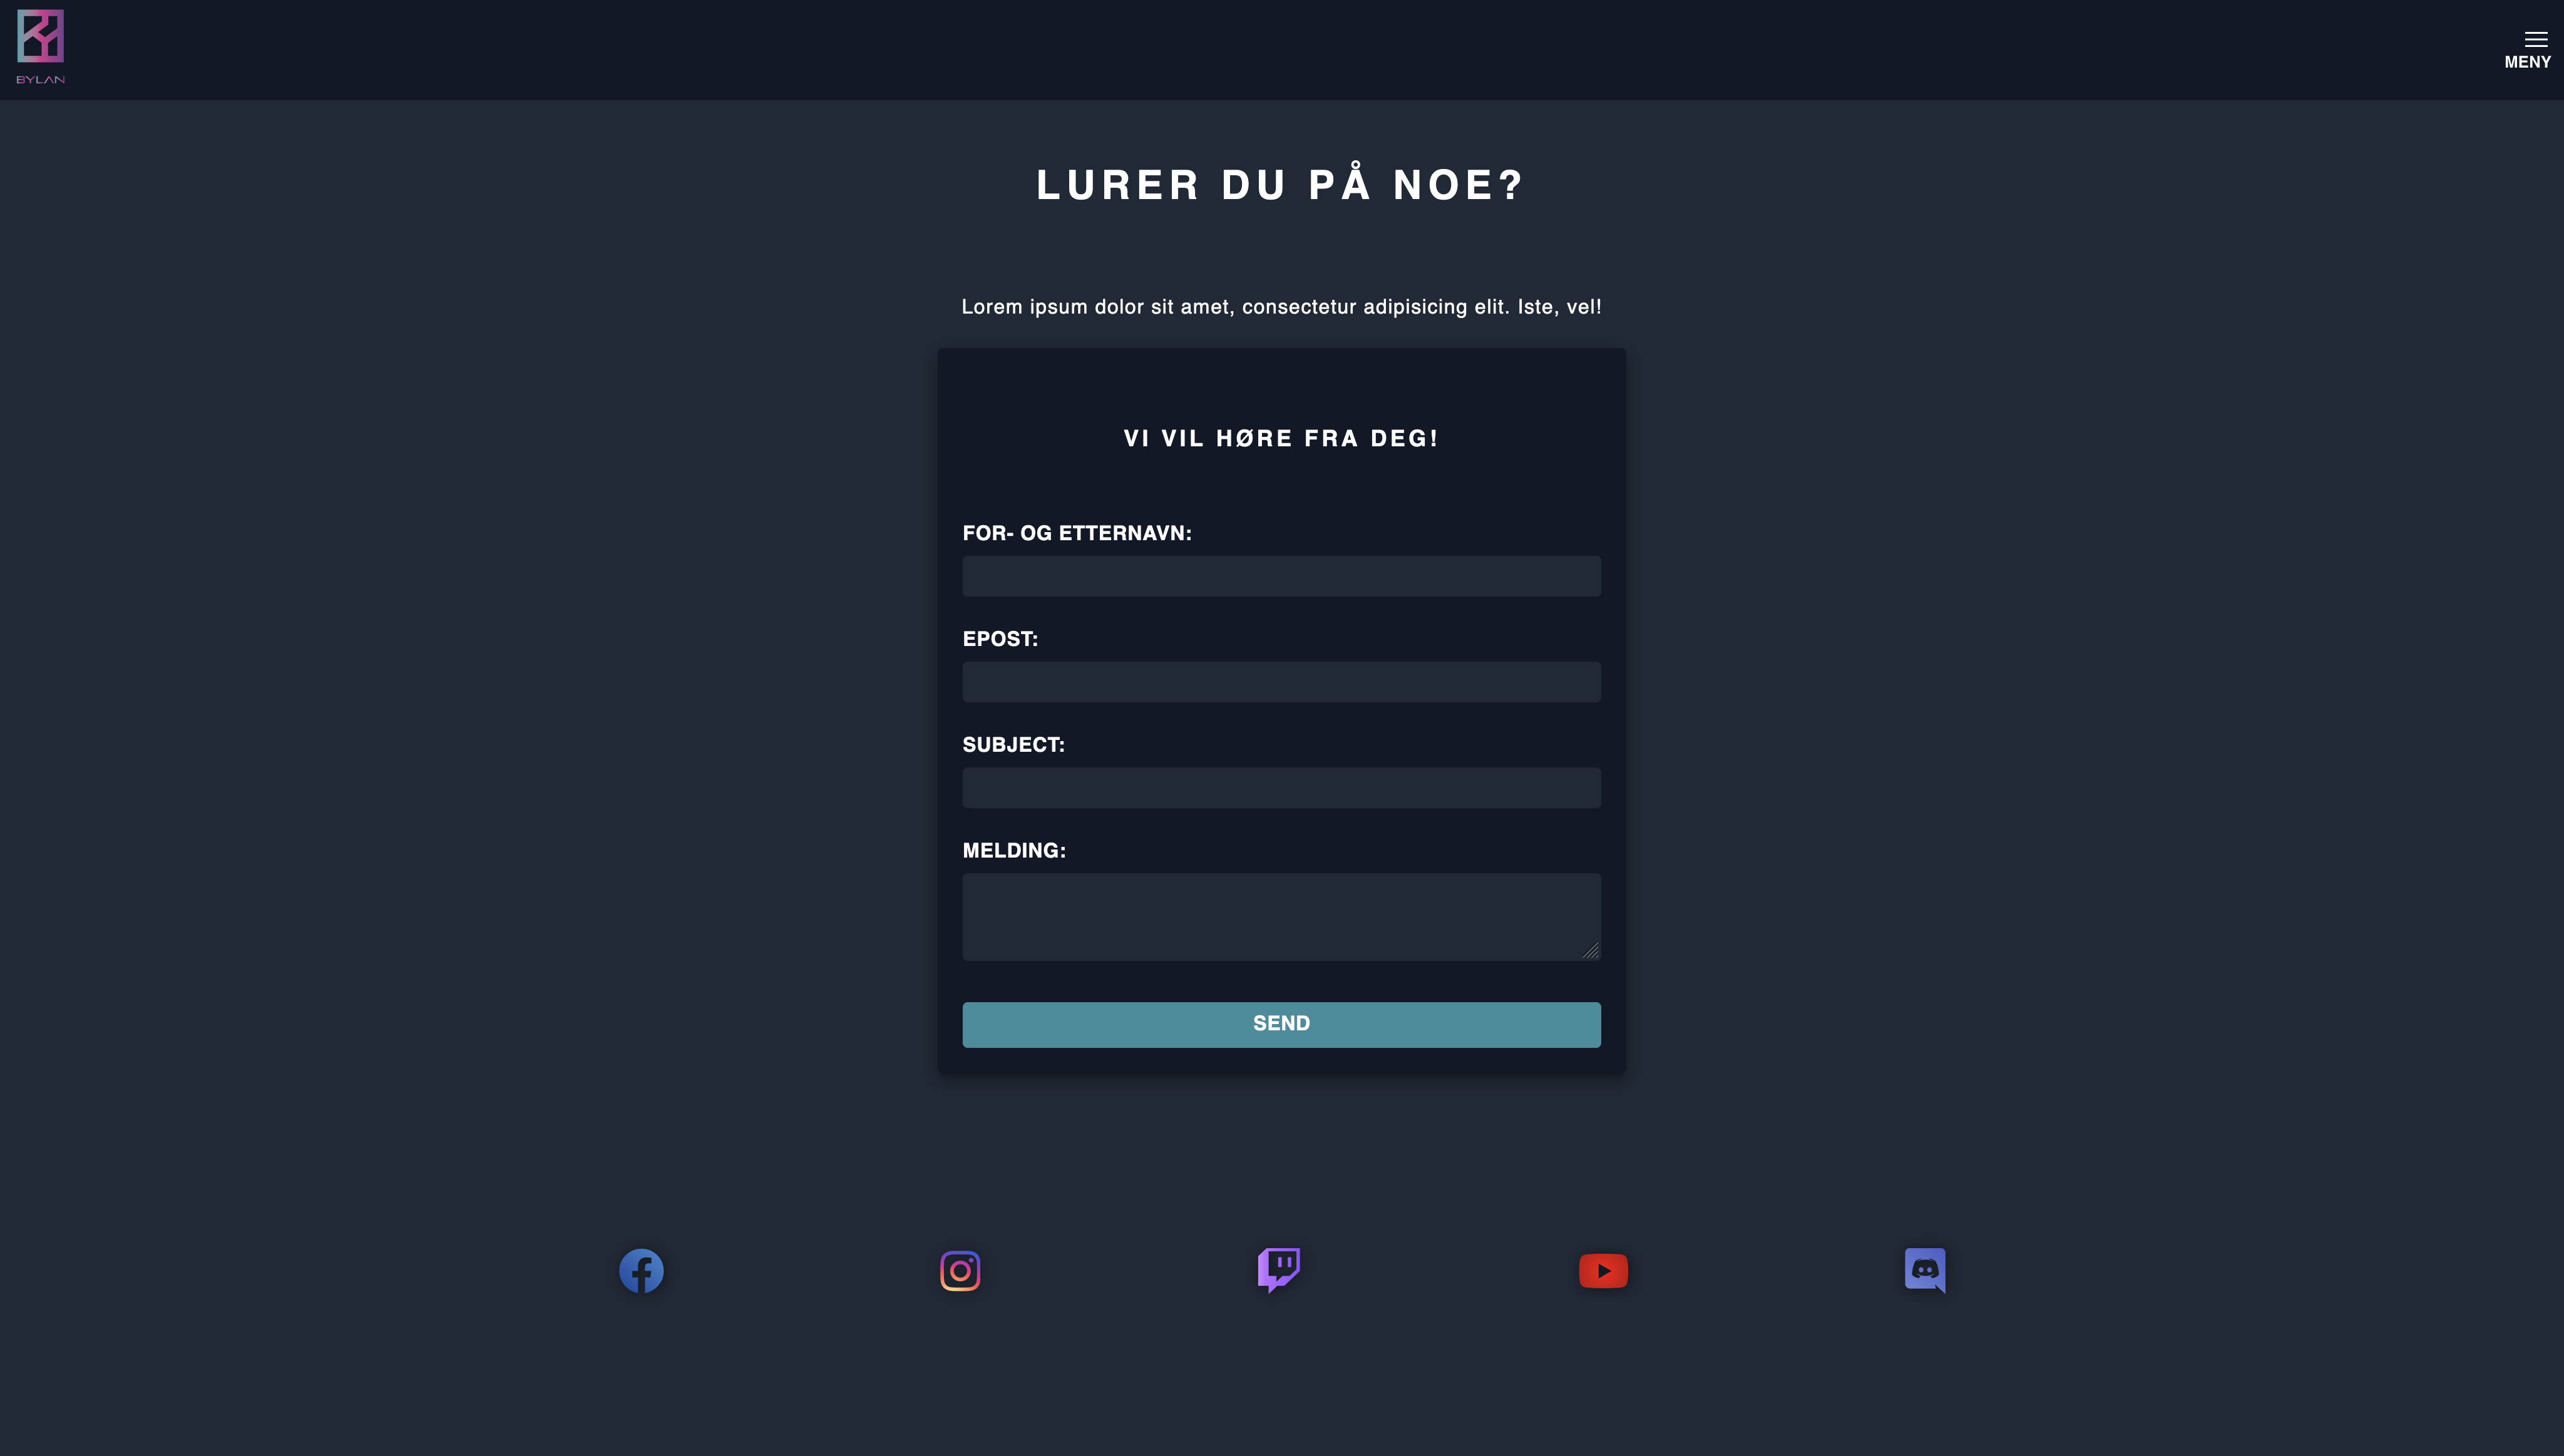 BYLAN
MENY
LURER DU PÅ NOE?
Lorem ipsum dolor sit amet, consectetur adipisicing elit. Iste, vel!
VI VIL HØRE FRA DEG!
FOR- OG ETTERNAVN:
EPOST:
SUBJECT:
MELDING:
SEND